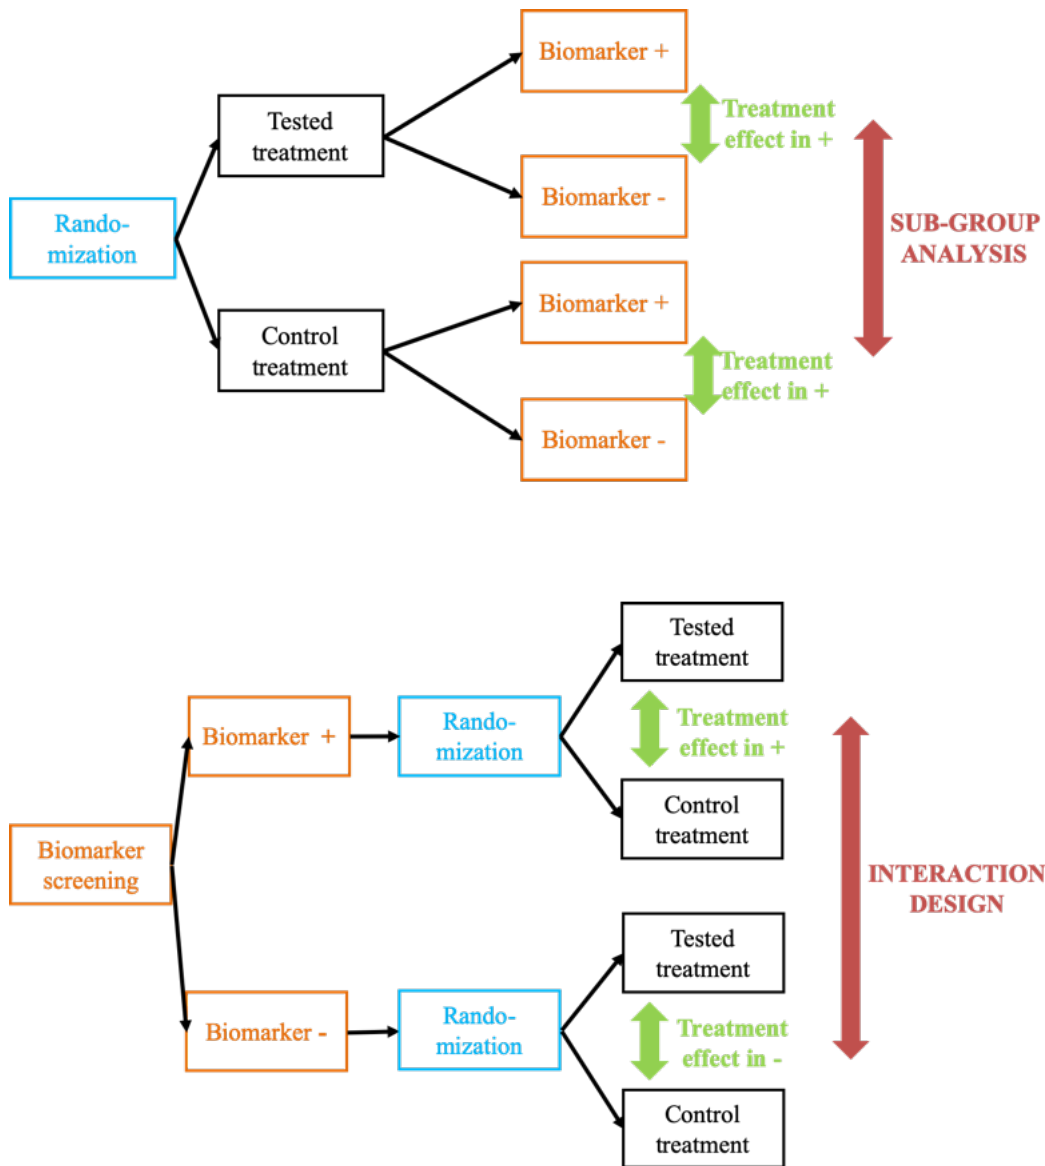 Biomarker +
Tested
treatment
Treatment
effect in +
Biomarker -
Rando-
mization
SUB-GROUP
ANALYSIS
Biomarker +
Control
treatment
Treatment
effect in +
Biomarker -
Tested
treatment
Biomarker +
Rando-
mization
Treatment
effect in +
Control
treatment
Biomarker
screening
INTERACTION
DESIGN
Tested
treatment
Biomarker -
Rando-
mization
Treatment
effect in -
Control
treatment